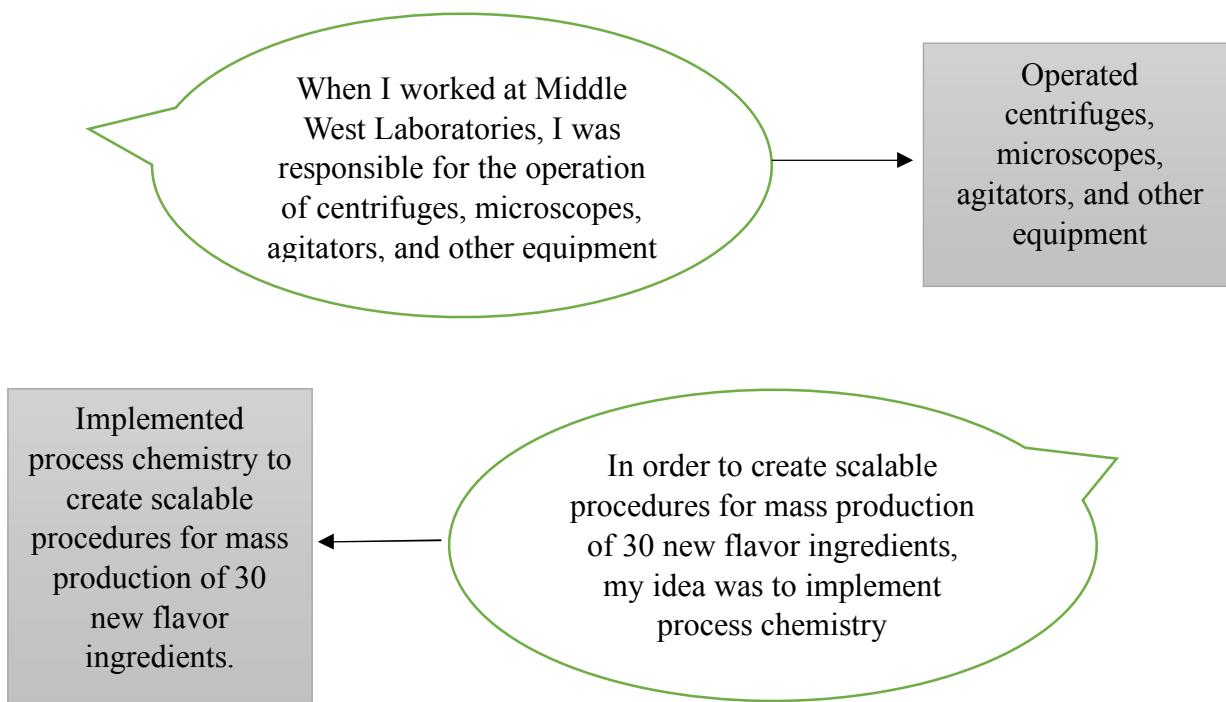 When I worked at Middle
West Laboratories, I was
responsible for the operation
of centrifuges, microscopes,
agitators, and other equipment
Operated
centrifuges,
microscopes,
agitators, and other
equipment
Implemented
process chemistry to
create scalable
procedures for mass
production of 30
new flavor
ingredients.
In order to create scalable
procedures for mass production
of 30 new flavor ingredients,
my idea was to implement
process chemistry